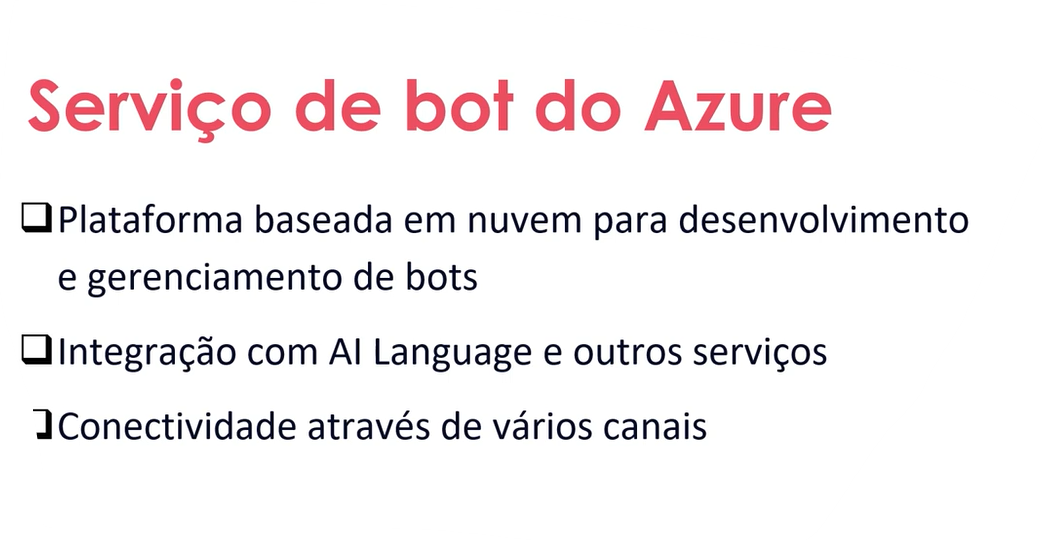 Serviço de bot do Azure
Plataforma baseada em nuvem para desenvolvimento
e gerenciamento de bots
Integração com AI Language e outros serviços
Conectividade através de vários canais